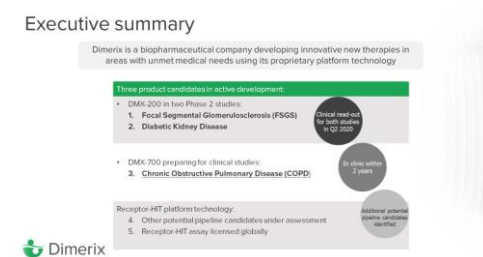 Executive summary
Dimerix is a biopharmaceutical company developing innovative new therapies in
areas with unmet medical needs using its proprietary platform technology
Three product candidates in active development:
• DMX-200 in two Phase 2 studies:
1. Focal Segmental Glomerulosclerosis (FSGS)
2. Diabetic Kidney Disease
Clinical read-out
for both studies
in Q2 2020
• DMX-700 preparing for clinical studies:
3. Chronic Obstructive Pulmonary Disease (COPD)
In clinic within
2 years
Receptor-HIT platform technology:
4. Other potential pipeline candidates under assessment
5. Receptor-HIT assay licensed globally
Additional potential
pipeline candidates
identified
Dimerix